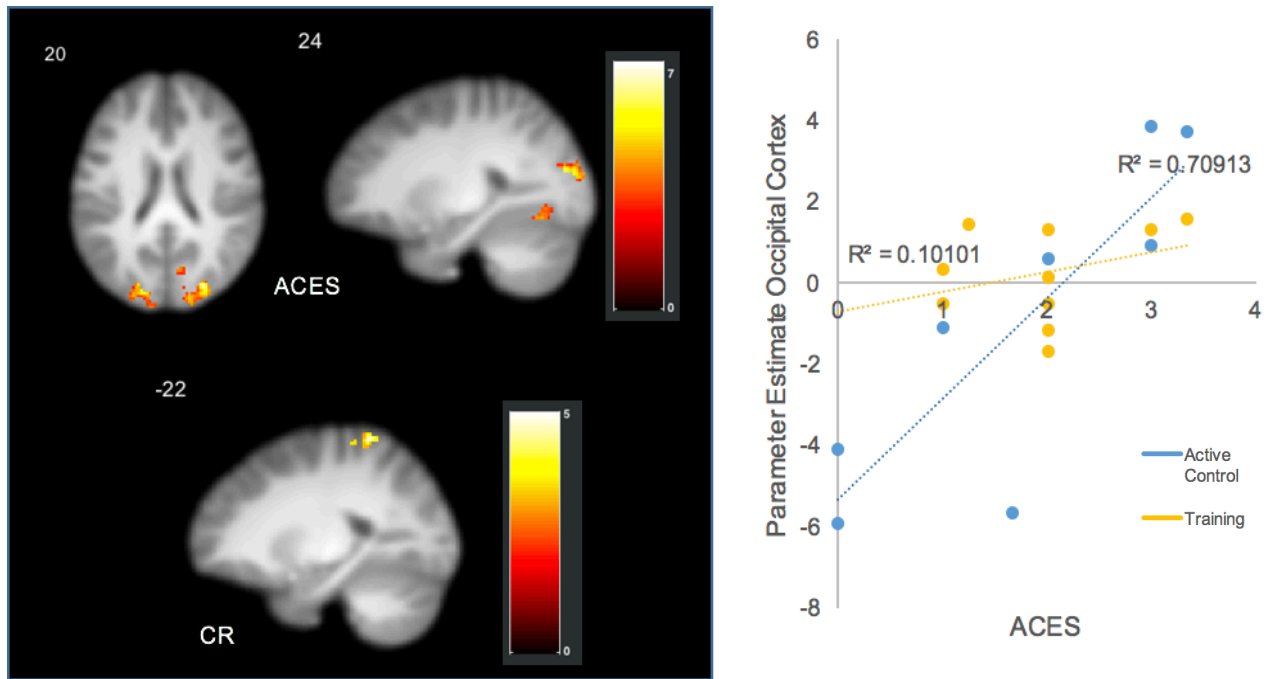 20
24
7
0
ACES
-22
5
0
CR
6
4
2
0
-2
-4
-6
-8
Parameter Estimate Occipital Cortex
R² = 0.70913
R² = 0.10101
0
1
2
3
4
Active
Control
Training
ACES